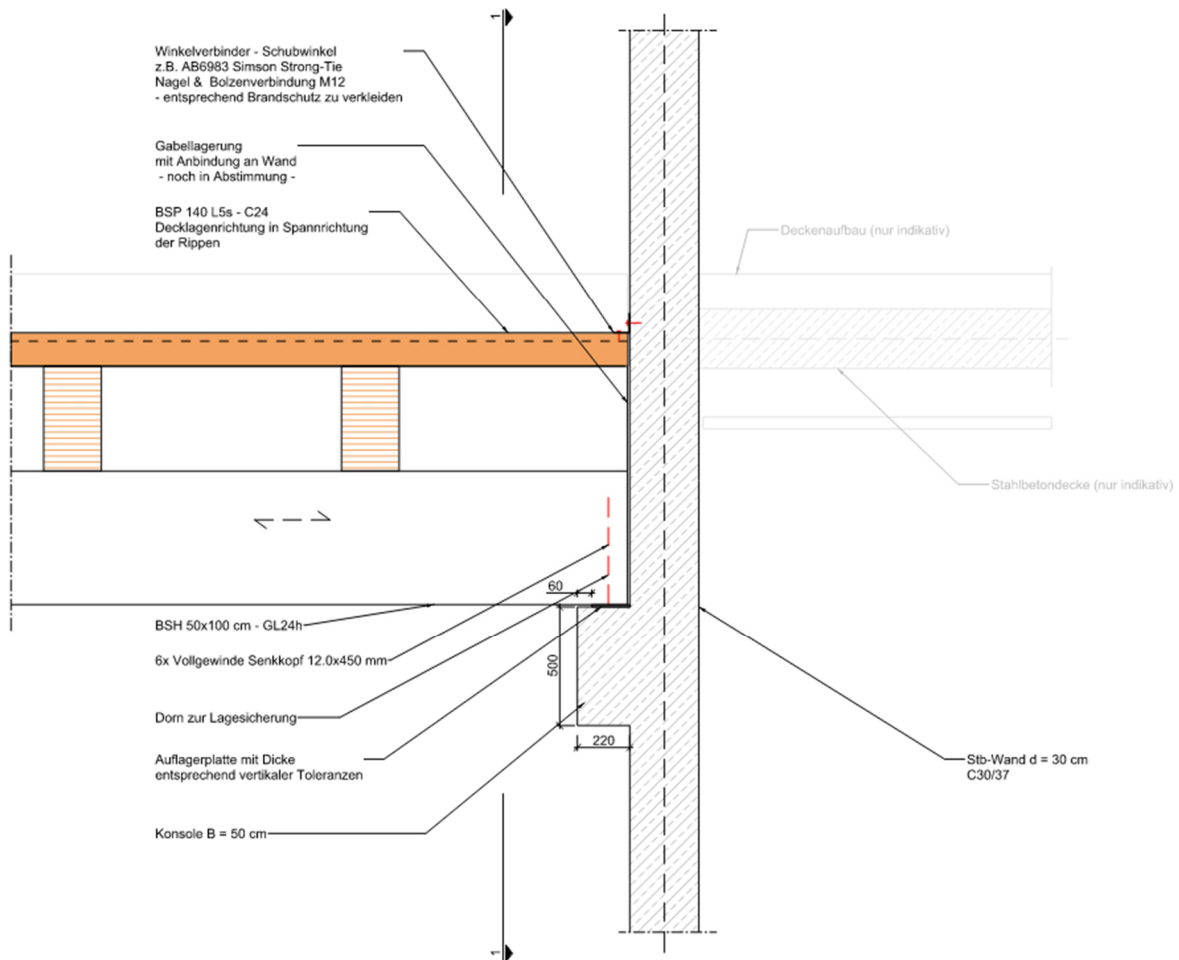 1
Winkelverbinder - Schubwinkel
z.B. AB6983 Simson Strong-Tie
Nagel & Bolzenverbindung M12
- entsprechend Brandschutz zu verkleiden
Gabellagerung
mit Anbindung an Wand
- noch in Abstimmung -
BSP 140 L5s - C24
Decklagenrichtung in Spannrichtung
der Rippen
Deckenaufbau (nur indikativ)
Stahlbetondecke (nur indikativ)
60
BSH 50x100 cm - GL24h
500
6x Vollgewinde Senkkopf 12.0x450 mm
Dorn zur Lagesicherung
220
Auflagerplatte mit Dicke
entsprechend vertikaler Toleranzen
Stb-Wand d = 30 cm
C30/37
Konsole B = 50 cm
1